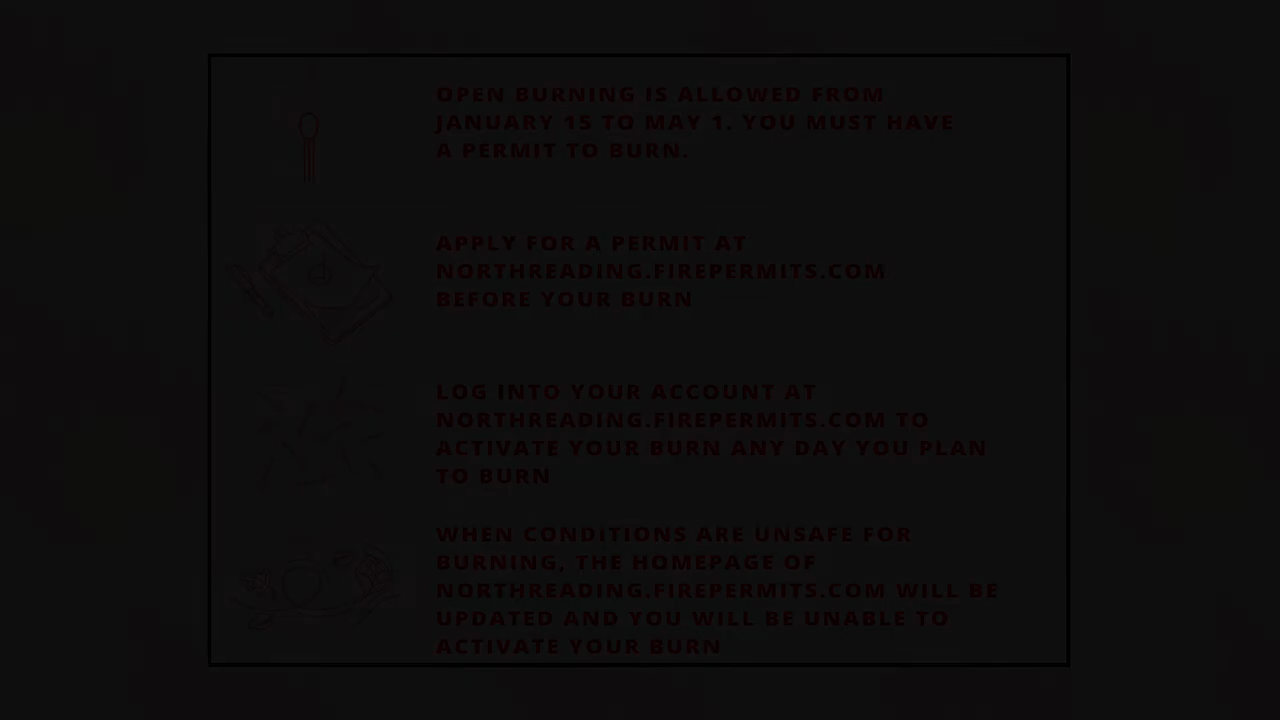 OPEN BURNING IS ALLOWED FROM
JANUARY 15 TO MAY 1. YOU MUST HAVE
A PERMIT TO BURN.
APPLY FOR A PERMIT AT
NORTHREADING.FIREPERMITS.COM
BEFORE YOUR BURN
LOG INTO YOUR ACCOUNT AT
NORTHREADING.FIREPERMITS.COM TO
ACTIVATE YOUR BURN ANY DAY YOU PLAN
TO BURN
WHEN CONDITIONS ARE UNSAFE FOR
BURNING, THE HOMEPAGE OF
NORTHREADING.FIREPERMITS.COM WILL BE
UPDATED AND YOU WILL BE UNABLE TO
ACTIVATE YOUR BURN